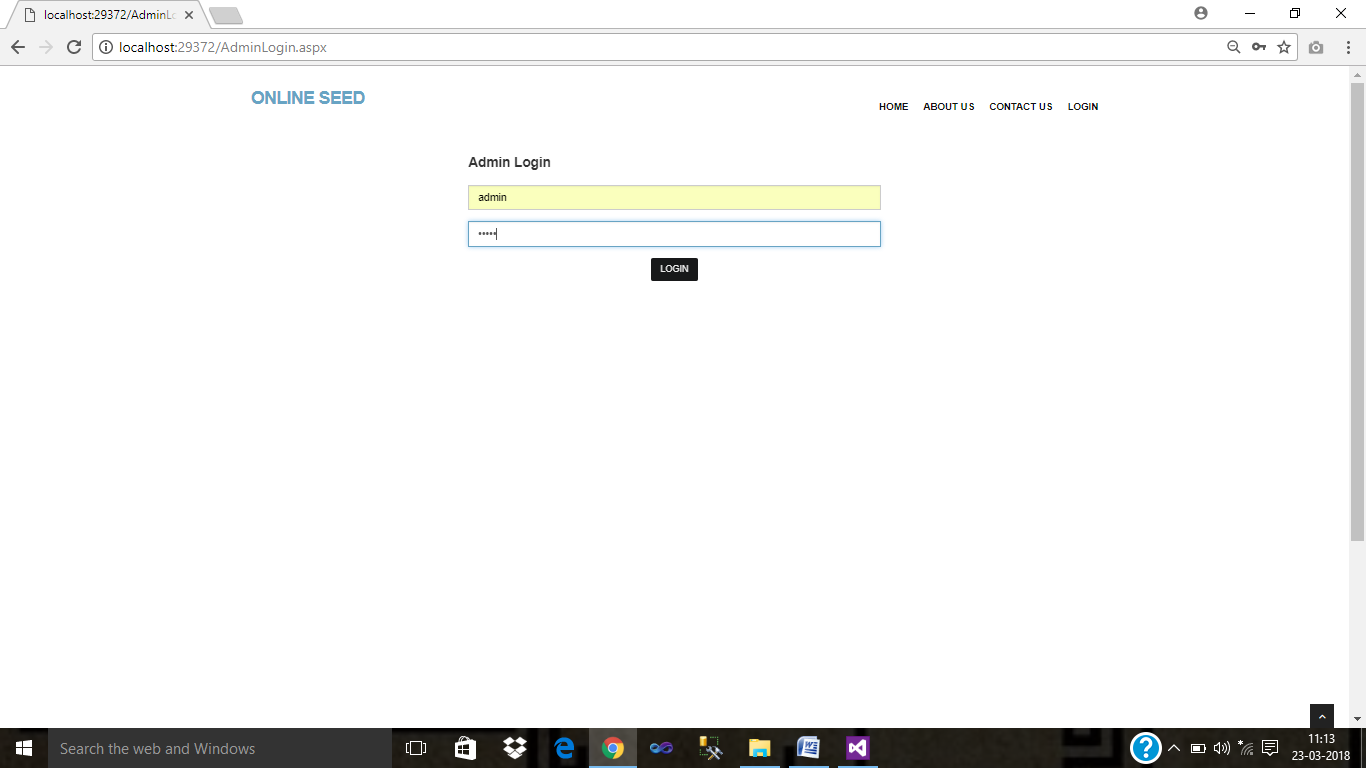 localhost:29372/AdminLo
localhost:29372/AdminLogin.aspx
ONLINE SEED
HOME ABOUT US CONTACT US LOGIN
Admin Login
admin
•••••
LOGIN
Search the web and Windows
11:13
23-03-2018